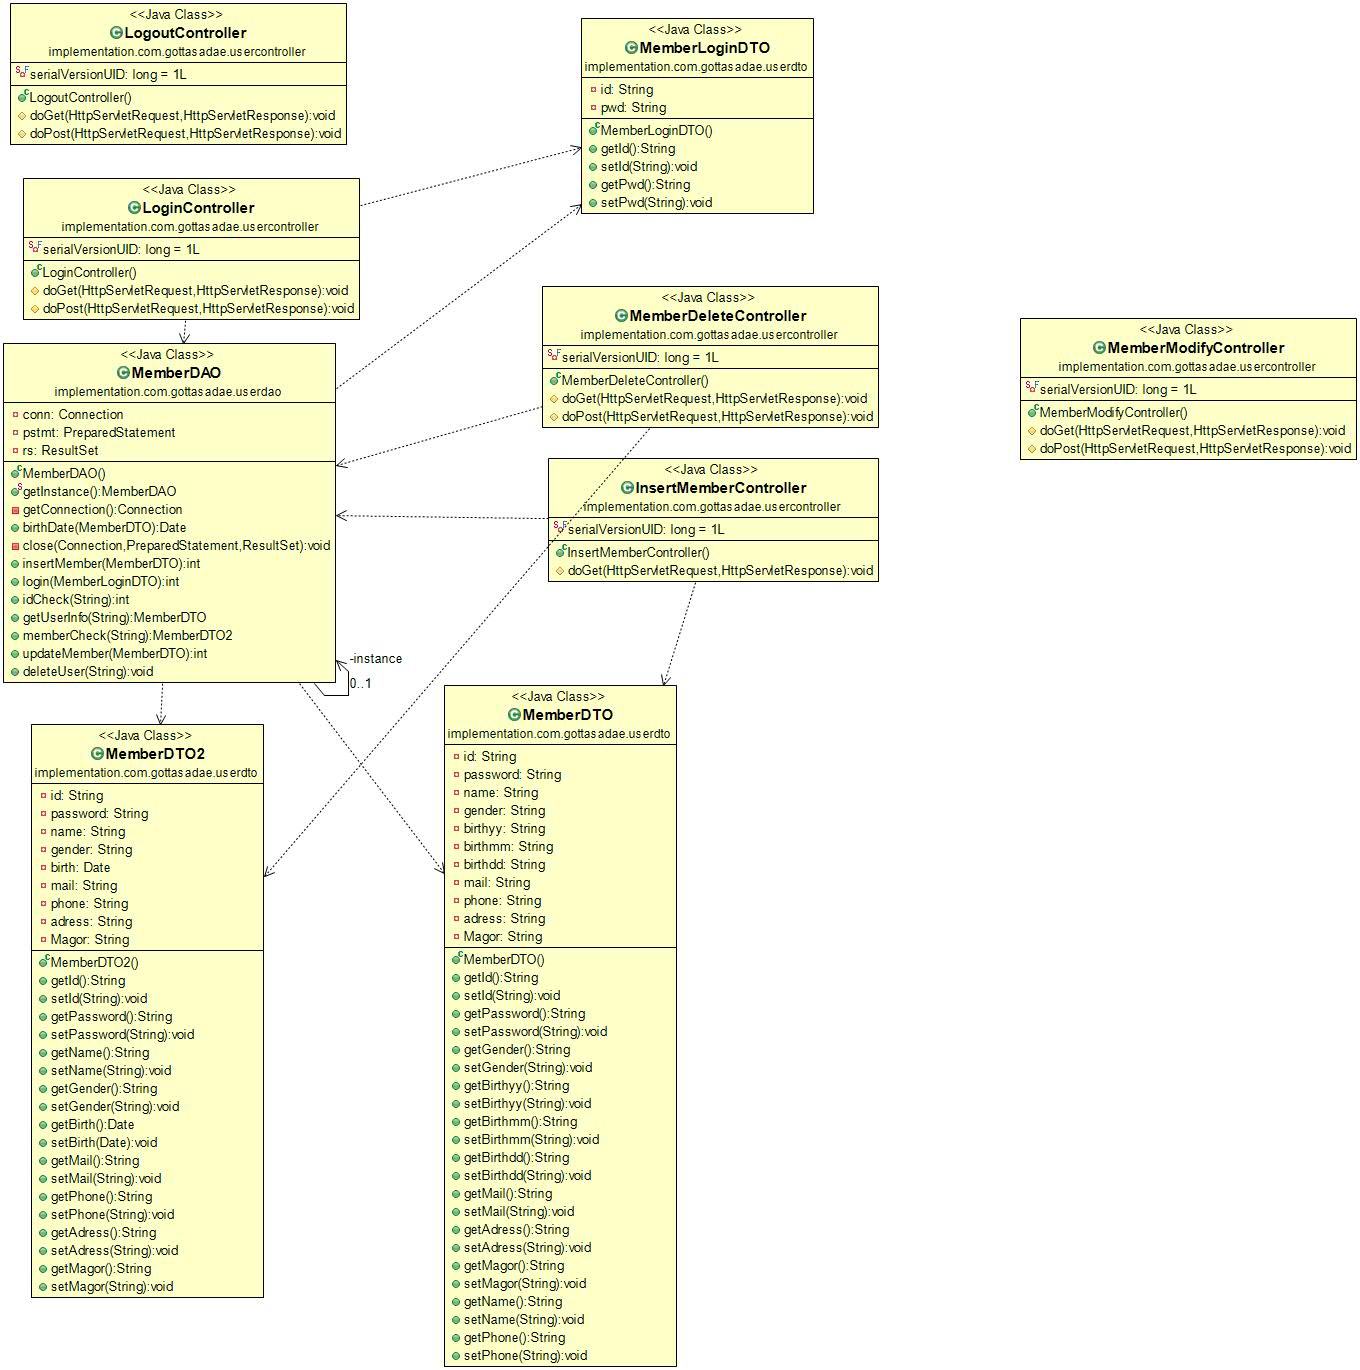 <<Java Class>>
LogoutController
implementation.com.gottasadae.usercontroller
serialVersionUID: long = 1L
LogoutController()
doGet(HttpServletRequest,HttpServletResponse):void
doPost(HttpServletRequest,HttpServletResponse):void
<<Java Class>>
MemberLoginDTO
implementation.com.gottasadae.userdto
id: String
pwd: String
MemberLoginDTO()
getId():String
setId(String):void
getPwd():String
setPwd(String):void
<<Java Class>>
LoginController
implementation.com.gottasadae.usercontroller
serialVersionUID: long = 1L
LoginController()
doGet(HttpServletRequest,HttpServletResponse):void
doPost(HttpServletRequest,HttpServletResponse):void
<<Java Class>>
MemberDeleteController
implementation.com.gottasadae.usercontroller
serialVersionUID: long = 1L
MemberDeleteController()
doGet(HttpServletRequest,HttpServletResponse):void
doPost(HttpServletRequest,HttpServletResponse):void
<<Java Class>>
MemberModifyController
implementation.com.gottasadae.usercontroller
serialVersionUID: long = 1L
MemberModifyController()
doGet(HttpServletRequest,HttpServletResponse):void
doPost(HttpServletRequest,HttpServletResponse):void
<<Java Class>>
MemberDAO
implementation.com.gottasadae.userdao
conn: Connection
pstmt: PreparedStatement
rs: ResultSet
MemberDAO()
getInstance():MemberDAO
getConnection():Connection
birthDate(MemberDTO):Date
close(Connection,PreparedStatement,ResultSet):void
insertMember(MemberDTO):int
login(MemberLoginDTO):int
idCheck(String):int
getUserInfo(String):MemberDTO
memberCheck(String):MemberDTO2
updateMember(MemberDTO):int
deleteUser(String):void
-instance
0..1
<<Java Class>>
InsertMemberController
implementation.com.gottasadae.usercontroller
serialVersionUID: long = 1L
InsertMemberController()
doGet(HttpServletRequest,HttpServletResponse):void
<<Java Class>>
MemberDTO2
implementation.com.gottasadae.userdto
id: String
password: String
name: String
gender: String
birth: Date
mail: String
phone: String
adress: String
Magor: String
MemberDTO2()
getId():String
setId(String):void
getPassword():String
setPassword(String):void
getName():String
setName(String):void
getGender():String
setGender(String):void
getBirth():Date
setBirth(Date):void
getMail():String
setMail(String):void
getPhone():String
setPhone(String):void
getAdress():String
setAdress(String):void
getMagor():String
setMagor(String):void
<<Java Class>>
MemberDTO
implementation.com.gottasadae.userdto
id: String
password: String
name: String
gender: String
birthyy: String
birthmm: String
birthdd: String
mail: String
phone: String
adress: String
Magor: String
MemberDTO()
getId():String
setId(String):void
getPassword():String
setPassword(String):void
getGender():String
setGender(String):void
getBirthyy():String
setBirthyy(String):void
getBirthmm():String
setBirthmm(String):void
getBirthdd():String
setBirthdd(String):void
getMail():String
setMail(String):void
getAdress():String
setAdress(String):void
getMagor():String
setMagor(String):void
getName():String
setName(String):void
getPhone():String
setPhone(String):void